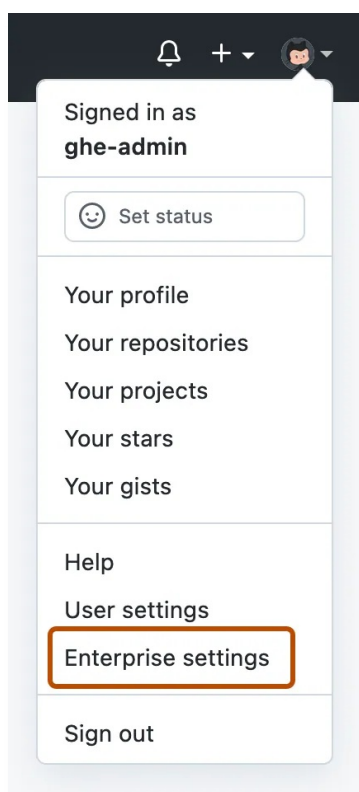 Signed in as
ghe-admin
Set status
Your profile
Your repositories
Your projects
Your stars
Your gists
Help
User settings
Enterprise settings
Sign out